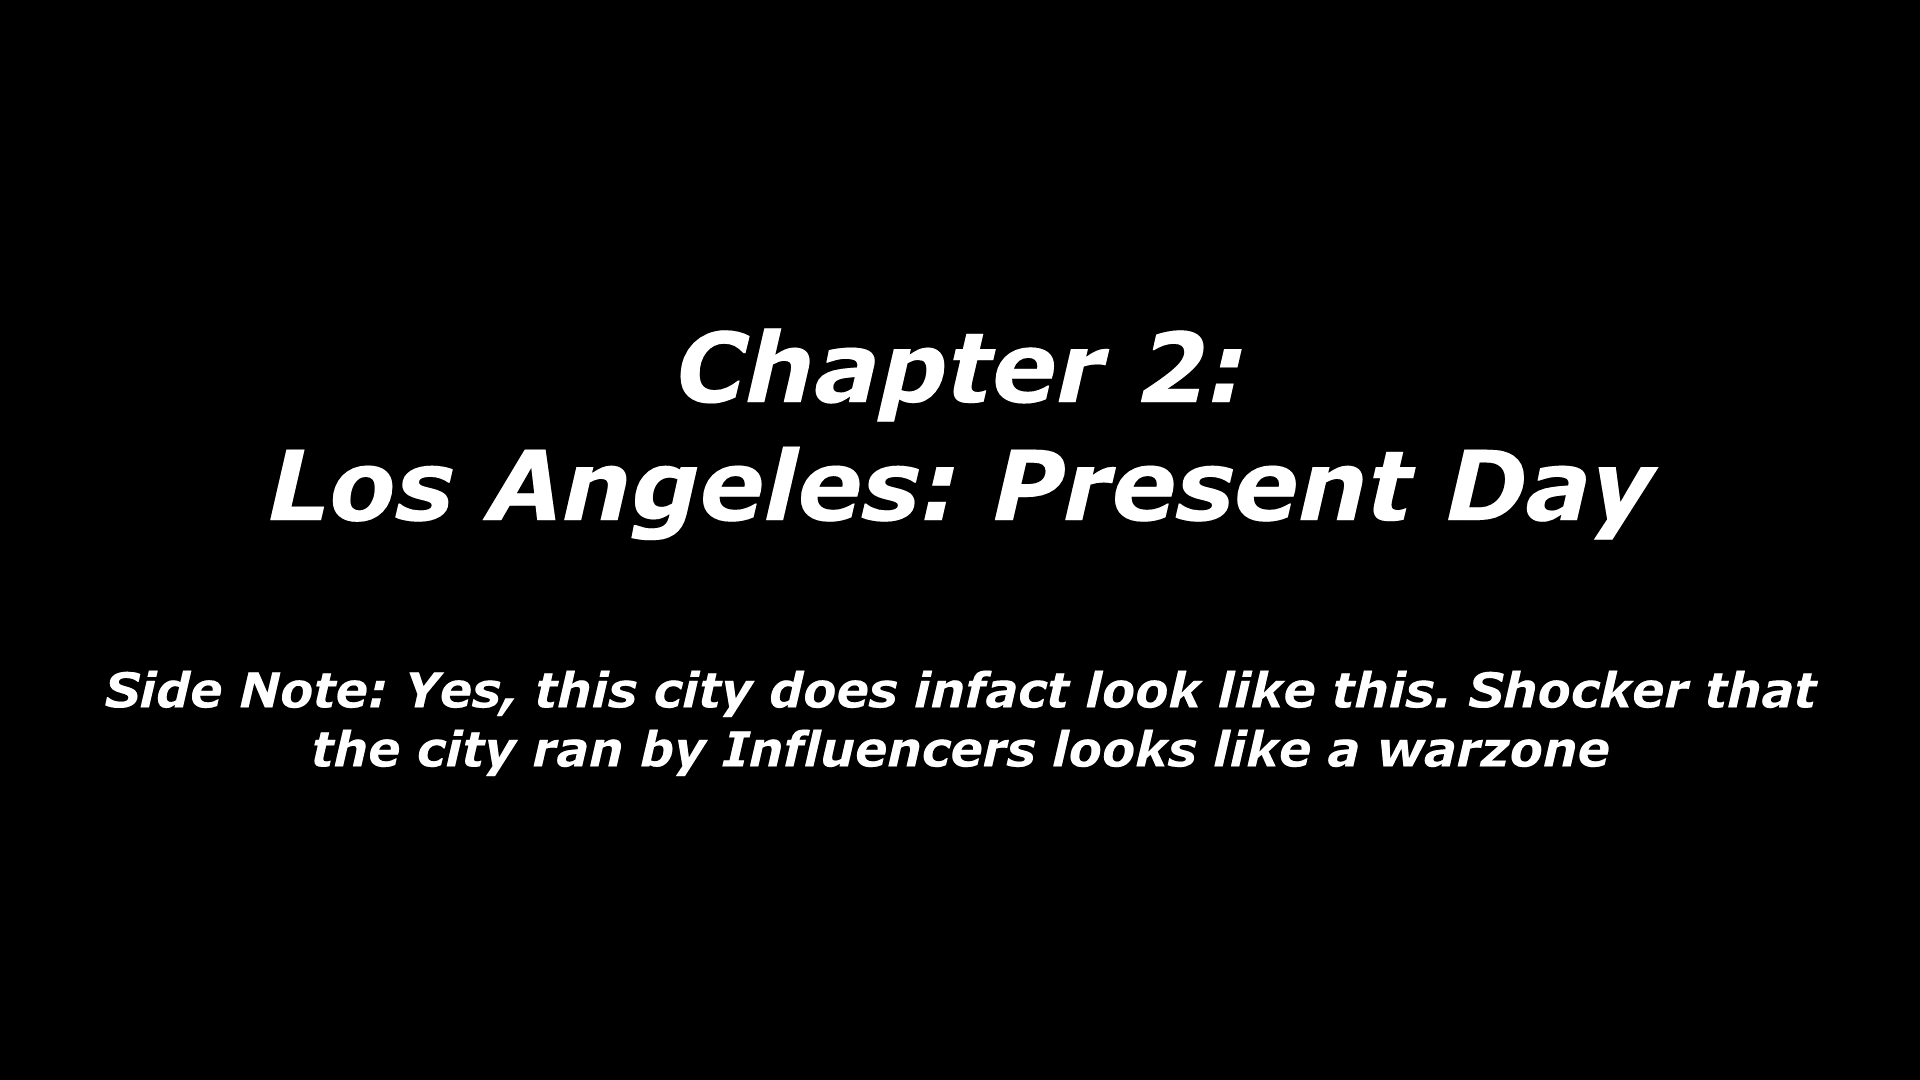 Chapter 2:
Los Angeles: Present Day
Side Note: Yes, this city does infact look like this. Shocker that
the city ran by Influencers looks like a warzone